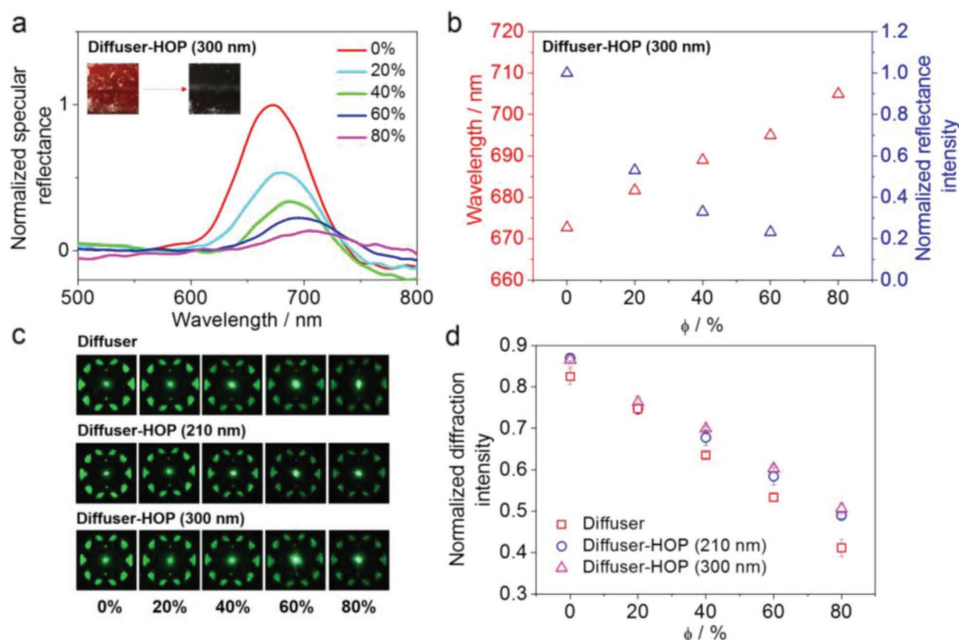 a
Diffuser-HOP (300 nm)
0%
20%
40%
60%
80%
Normalized specular
reflectance
1
0
500
600
700
800
Wavelength / nm
b
Diffuser-HOP (300 nm)
Wavelength / nm
720
710
700
690
680
670
660
0
20
40
60
80
ϕ / %
1.2
1.0
0.8
0.6
0.4
0.2
0.0
Normalized reflectance
intensity
c
Diffuser
Diffuser-HOP (210 nm)
Diffuser-HOP (300 nm)
0% 20% 40% 60% 80%
d
Normalized diffraction
intensity
0.9
0.8
0.7
0.6
0.5
0.4
0.3
Diffuser
Diffuser-HOP (210 nm)
Diffuser-HOP (300 nm)
0
20
40
60
80
ϕ / %